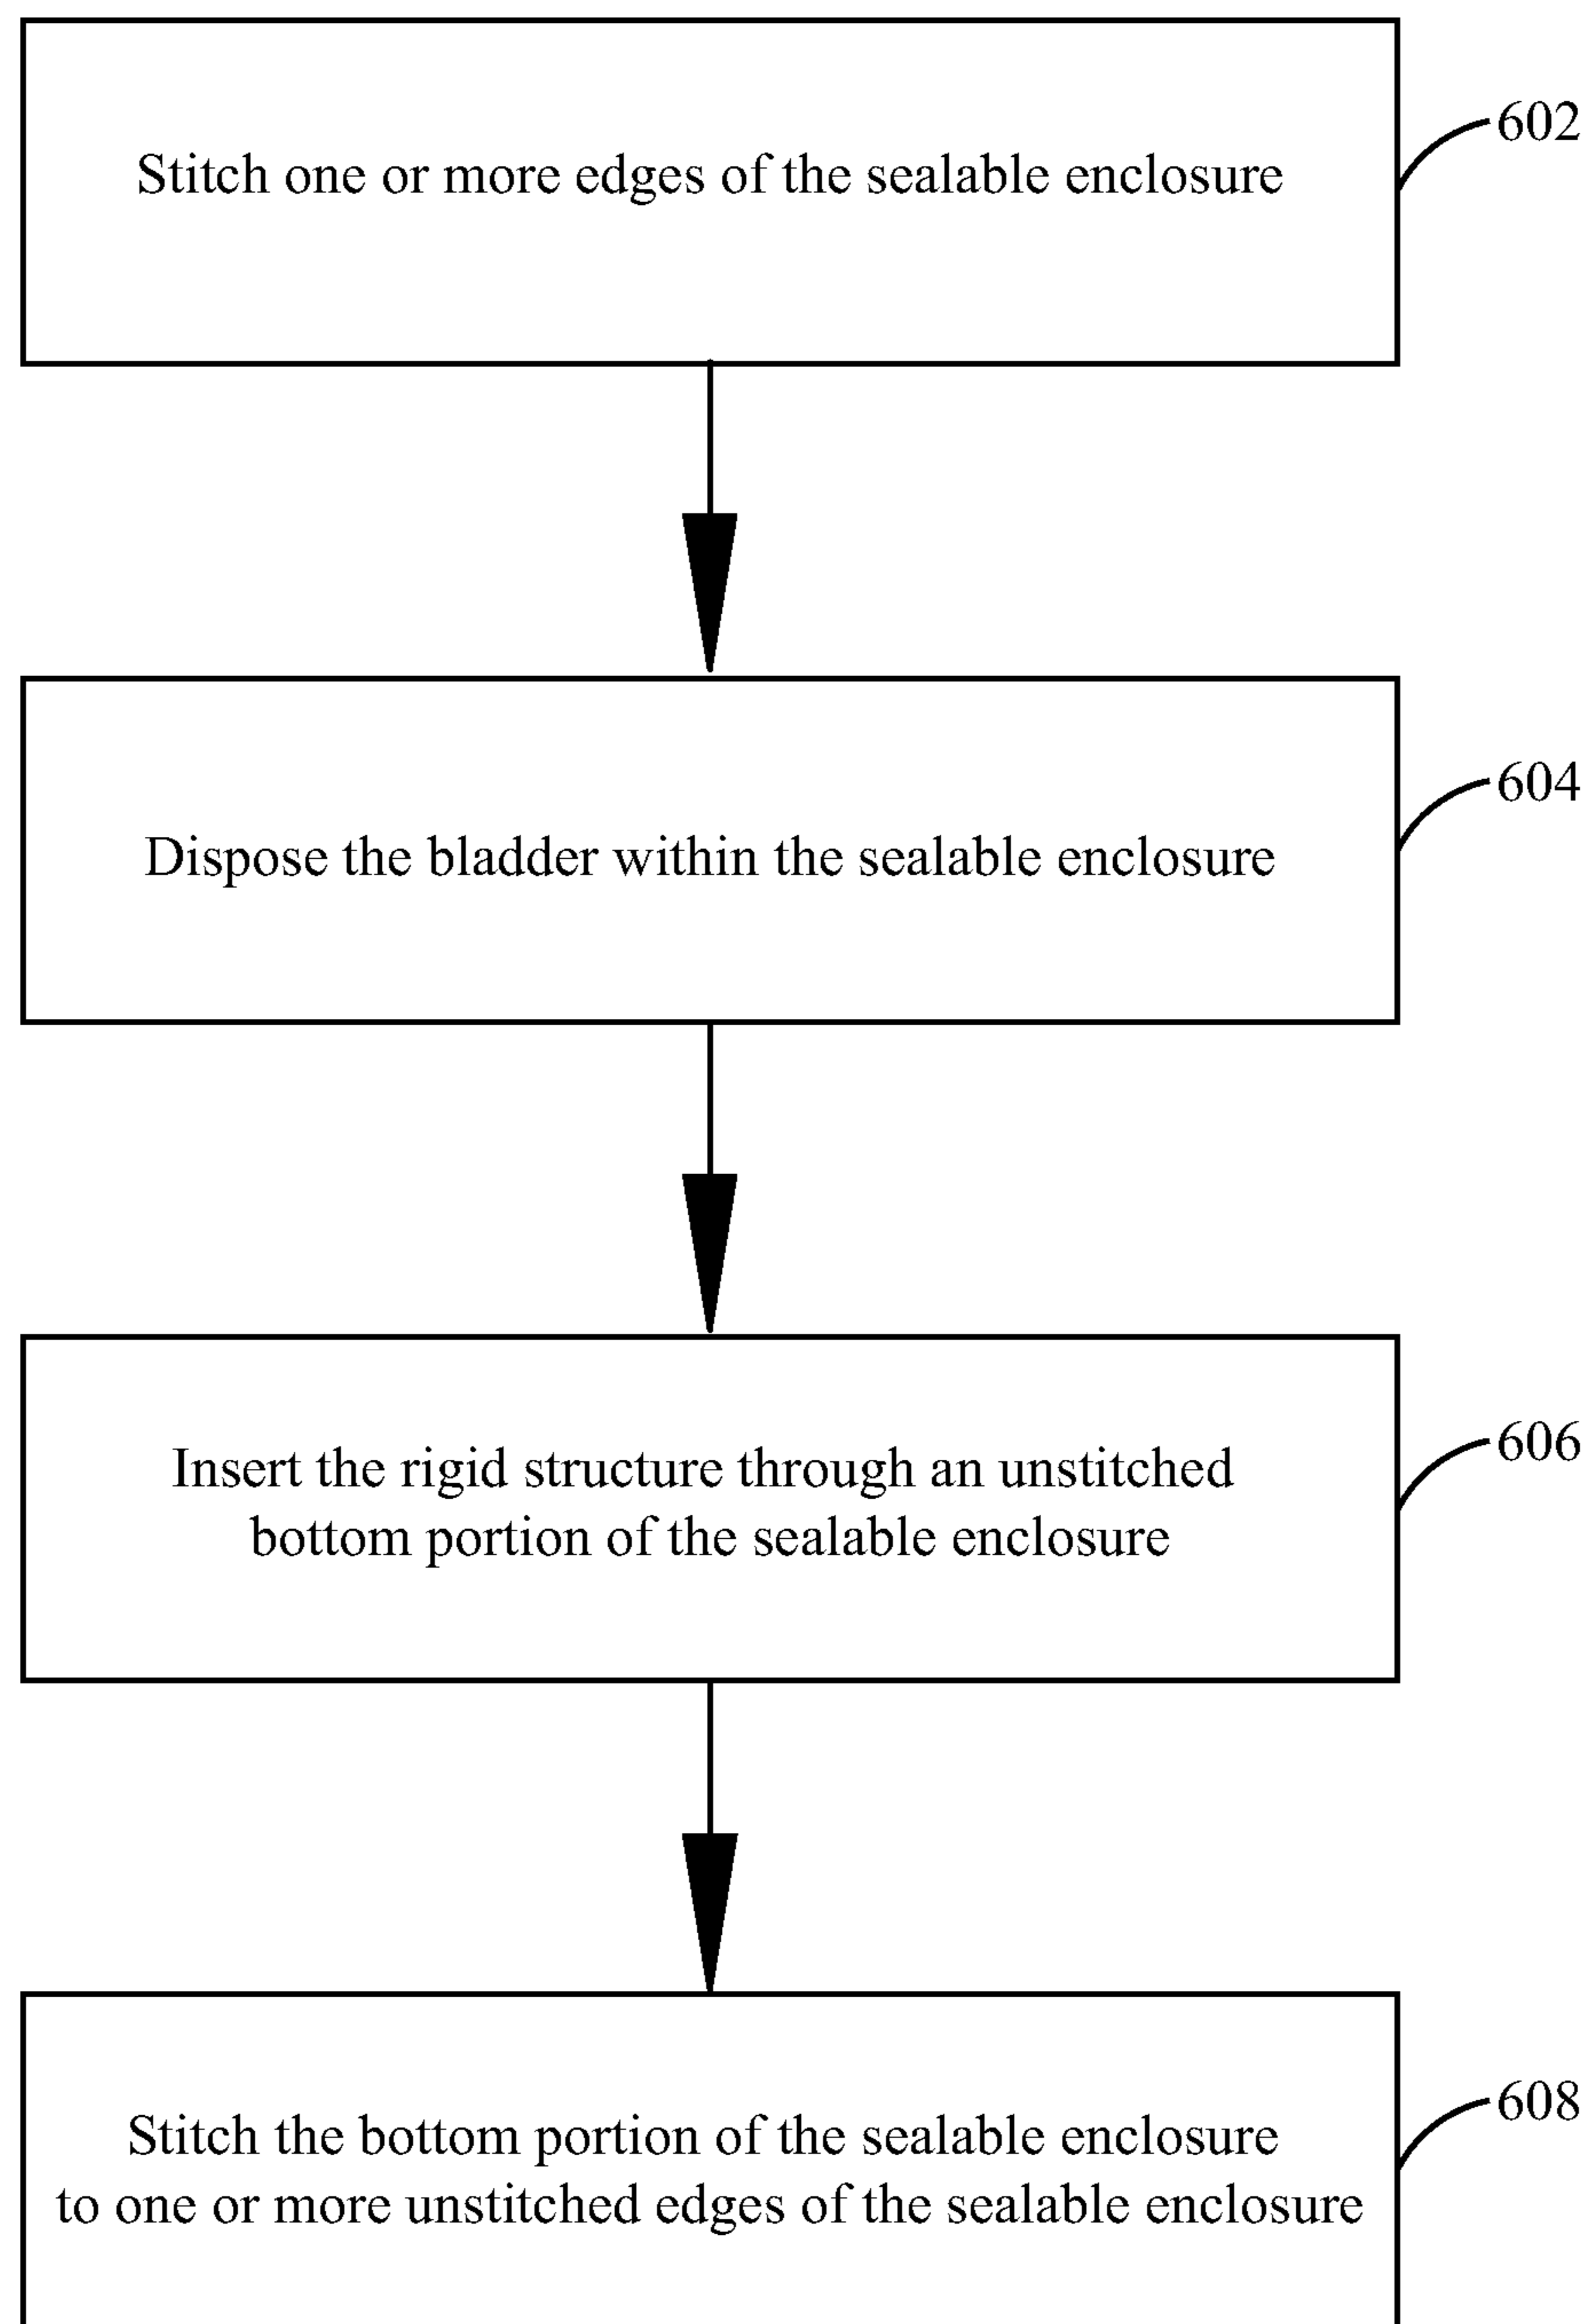 Stitch one or more edges of the sealable enclosure
602
Dispose the bladder within the sealable enclosure
604
Insert the rigid structure through an unstitched
bottom portion of the sealable enclosure
606
Stitch the bottom portion of the sealable enclosure
to one or more unstitched edges of the sealable enclosure
608